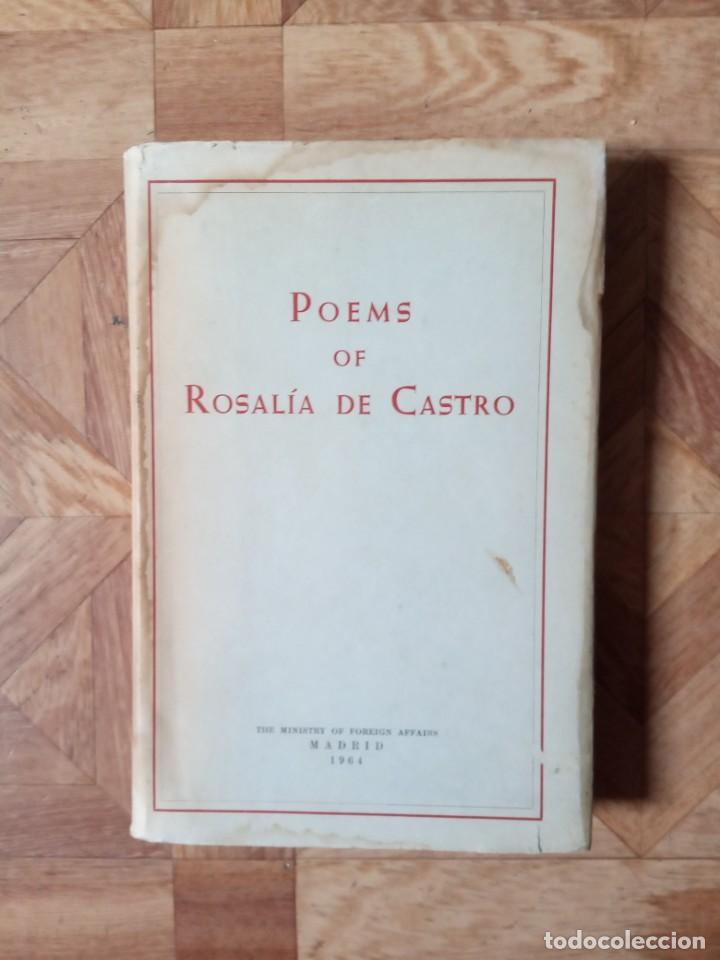 Poems
of
Rosalía de Castro
The Ministry of Foreign Affairs
MADRID
1964
todocoleccion